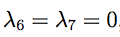 λ₆ = λ₇ = 0,